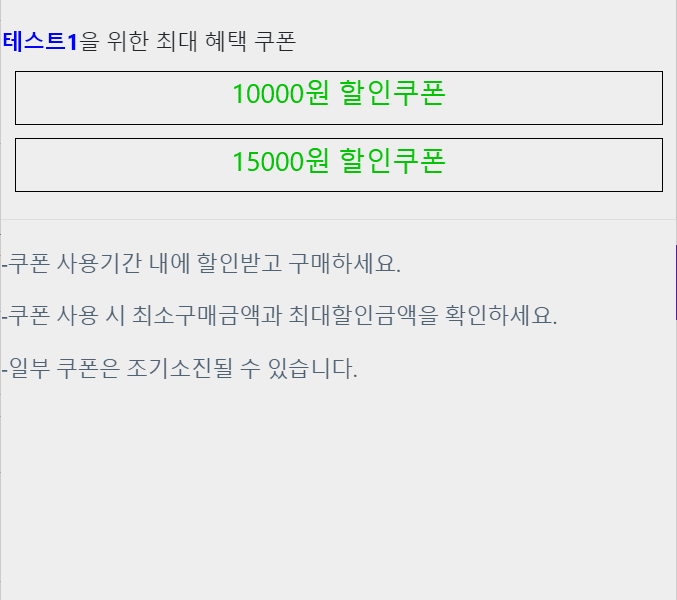 테스트1을 위한 최대 혜택 쿠폰
10000원 할인쿠폰
15000원 할인쿠폰
-쿠폰 사용기간 내에 할인받고 구매하세요.
-쿠폰 사용 시 최소구매금액과 최대할인금액을 확인하세요.
-일부 쿠폰은 조기소진될 수 있습니다.